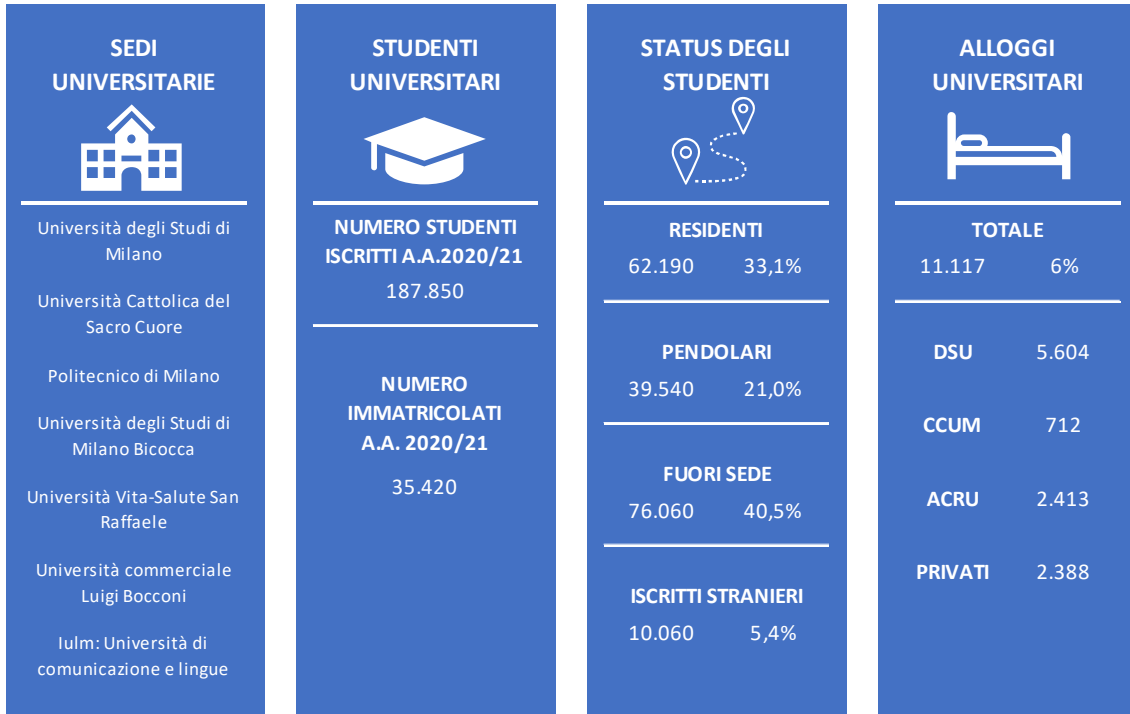 SEDI
UNIVERSITARIE
Università degli Studi di
Milano
Università Cattolica del
Sacro Cuore
Politecnico di Milano
Università degli Studi di
Milano Bicocca
Università Vita-Salute San
Raffaele
Università commerciale
Luigi Bocconi
Iulm: Università di
comunicazione e lingue
STUDENTI
UNIVERSITARI
NUMERO STUDENTI
ISCRITTI A.A.2020/21
187.850
NUMERO
IMMATRICOLATI
A.A. 2020/21
35.420
STATUS DEGLI
STUDENTI
RESIDENTI
62.190 33,1%
PENDOLARI
39.540 21,0%
FUORI SEDE
76.060 40,5%
ISCRITTI STRANIERI
10.060 5,4%
ALLOGGI
UNIVERSITARI
TOTALE
11.117 6%
DSU 5.604
CCUM 712
ACRU 2.413
PRIVATI 2.388